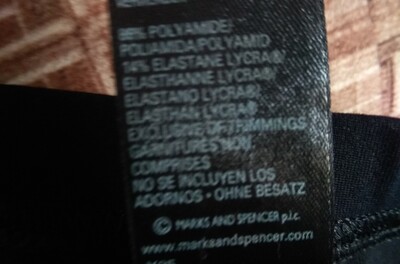 POLYAMIDE/
POLIAMIDA/POLYAMID
14% ELASTANE LYCRA®
ELASTHANNE LYCRA®
ELASTANO LYCRA®
ELASTHAN LYCRA®
EXCLUSIVE OF TRIMMINGS
GARNITURES NON
COMPRISES
NO SE INCLUYEN LOS
ADORNOS - OHNE BESATZ
© MARKS AND SPENCER p.l.c.
www.marksandspencer.com